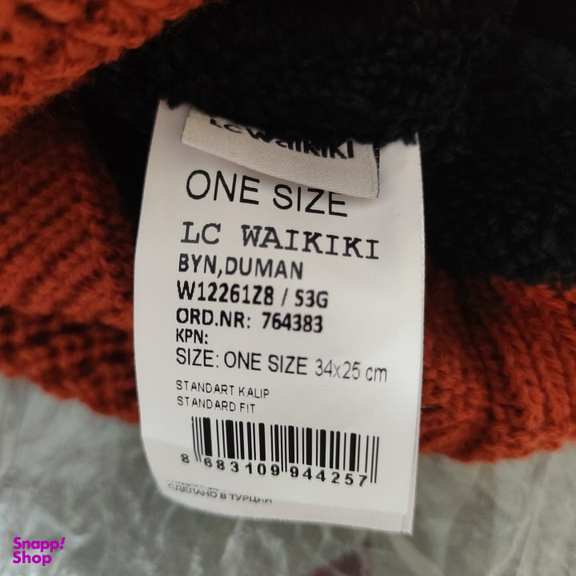 LC Waikiki
ONE SIZE
LC WAIKIKI
BYN,DUMAN
W12261Z8 / S3G
ORD.NR: 764383
KPN:
SIZE: ONE SIZE 34x25 cm
STANDART KALIP
STANDARD FIT
8 683109 944257
СДЕЛАНО В ТУРЦИИ
Snapp!
Shop